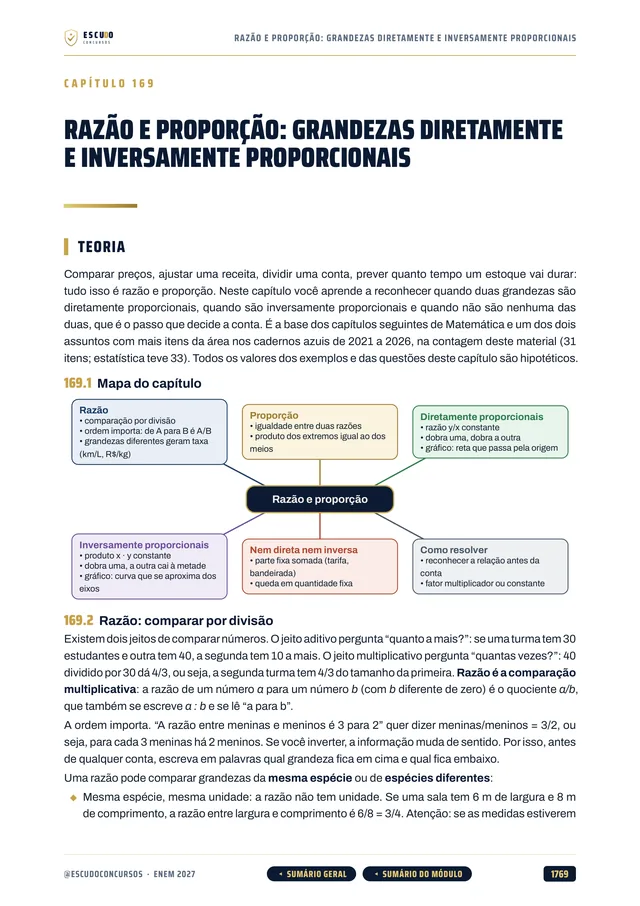 ESCUDO
CONCURSOS
RAZÃO E PROPORÇÃO: GRANDEZAS DIRETAMENTE E INVERSAMENTE PROPORCIONAIS
CAPÍTULO 169
RAZÃO E PROPORÇÃO: GRANDEZAS DIRETAMENTE
E INVERSAMENTE PROPORCIONAIS
TEORIA
Comparar preços, ajustar uma receita, dividir uma conta, prever quanto tempo um estoque vai durar:
tudo isso é razão e proporção. Neste capítulo você aprende a reconhecer quando duas grandezas são
diretamente proporcionais, quando são inversamente proporcionais e quando não são nenhuma das
duas, que é o passo que decide a conta. É a base dos capítulos seguintes de Matemática e um dos dois
assuntos com mais itens da área nos cadernos azuis de 2021 a 2026, na contagem deste material (31
itens; estatística teve 33). Todos os valores dos exemplos e das questões deste capítulo são hipotéticos.
169.1 Mapa do capítulo
Razão
• comparação por divisão
• ordem importa: de A para B é A/B
• grandezas diferentes geram taxa
(km/L, R$/kg)
Proporção
• igualdade entre duas razões
• produto dos extremos igual ao dos
meios
Diretamente proporcionais
• razão y/x constante
• dobra uma, dobra a outra
• gráfico: reta que passa pela origem
Razão e proporção
Inversamente proporcionais
• produto x · y constante
• dobra uma, a outra cai à metade
• gráfico: curva que se aproxima dos
eixos
Nem direta nem inversa
• parte fixa somada (tarifa,
bandeirada)
• queda em quantidade fixa
Como resolver
• reconhecer a relação antes da
conta
• fator multiplicador ou constante
169.2 Razão: comparar por divisão
Existem dois jeitos de comparar números. O jeito aditivo pergunta “quanto a mais?”: se uma turma tem 30
estudantes e outra tem 40, a segunda tem 10 a mais. O jeito multiplicativo pergunta “quantas vezes?”: 40
dividido por 30 dá 4/3, ou seja, a segunda turma tem 4/3 do tamanho da primeira. Razão é a comparação
multiplicativa: a razão de um número a para um número b (com b diferente de zero) é o quociente a/b,
que também se escreve a : b e se lê “a para b”.
A ordem importa. “A razão entre meninas e meninos é 3 para 2” quer dizer meninas/meninos = 3/2, ou
seja, para cada 3 meninas há 2 meninos. Se você inverter, a informação muda de sentido. Por isso, antes
de qualquer conta, escreva em palavras qual grandeza fica em cima e qual fica embaixo.
Uma razão pode comparar grandezas da mesma espécie ou de espécies diferentes:
◆ Mesma espécie, mesma unidade: a razão não tem unidade. Se uma sala tem 6 m de largura e 8 m
de comprimento, a razão entre largura e comprimento é 6/8 = 3/4. Atenção: se as medidas estiverem
@ESCUDOCONCURSOS · ENEM 2027
SUMÁRIO GERAL
SUMÁRIO DO MÓDULO
1769